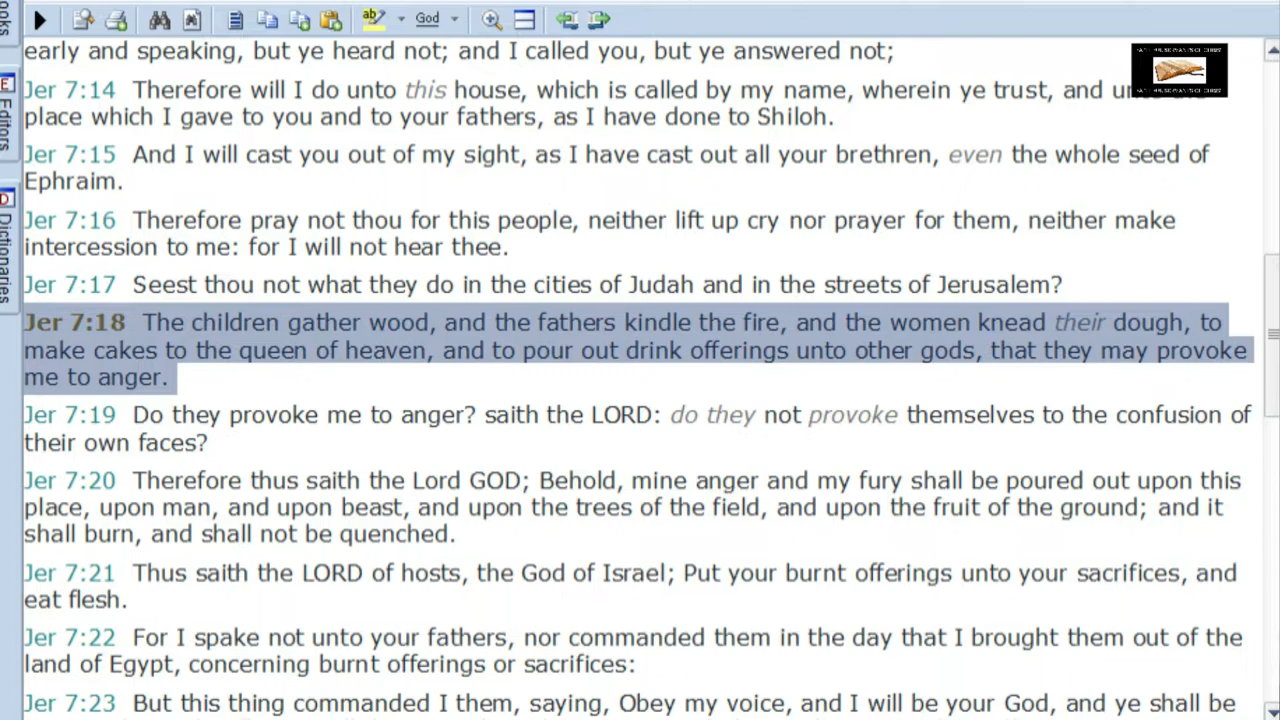 God
ooks
Editors
Dictionaries
early and speaking, but ye heard not; and I called you, but ye answered not;
Jer 7:14 Therefore will I do unto this house, which is called by my name, wherein ye trust, and
place which I gave to you and to your fathers, as I have done to Shiloh.
Jer 7:15 And I will cast you out of my sight, as I have cast out all your brethren, even the whole seed of
Ephraim.
Jer 7:16 Therefore pray not thou for this people, neither lift up cry nor prayer for them, neither make
intercession to me: for I will not hear thee.
Jer 7:17 Seest thou not what they do in the cities of Judah and in the streets of Jerusalem?
Jer 7:18 The children gather wood, and the fathers kindle the fire, and the women knead their dough, to
make cakes to the queen of heaven, and to pour out drink offerings unto other gods, that they may provoke
me to anger.
Jer 7:19 Do they provoke me to anger? saith the LORD: do they not provoke themselves to the confusion of
their own faces?
Jer 7:20 Therefore thus saith the Lord GOD; Behold, mine anger and my fury shall be poured out upon this
place, upon man, and upon beast, and upon the trees of the field, and upon the fruit of the ground; and it
shall burn, and shall not be quenched.
Jer 7:21 Thus saith the LORD of hosts, the God of Israel; Put your burnt offerings unto your sacrifices, and
eat flesh.
Jer 7:22 For I spake not unto your fathers, nor commanded them in the day that I brought them out of the
land of Egypt, concerning burnt offerings or sacrifices:
Jer 7:23 But this thing commanded I them, saying, Obey my voice, and I will be your God, and ye shall be